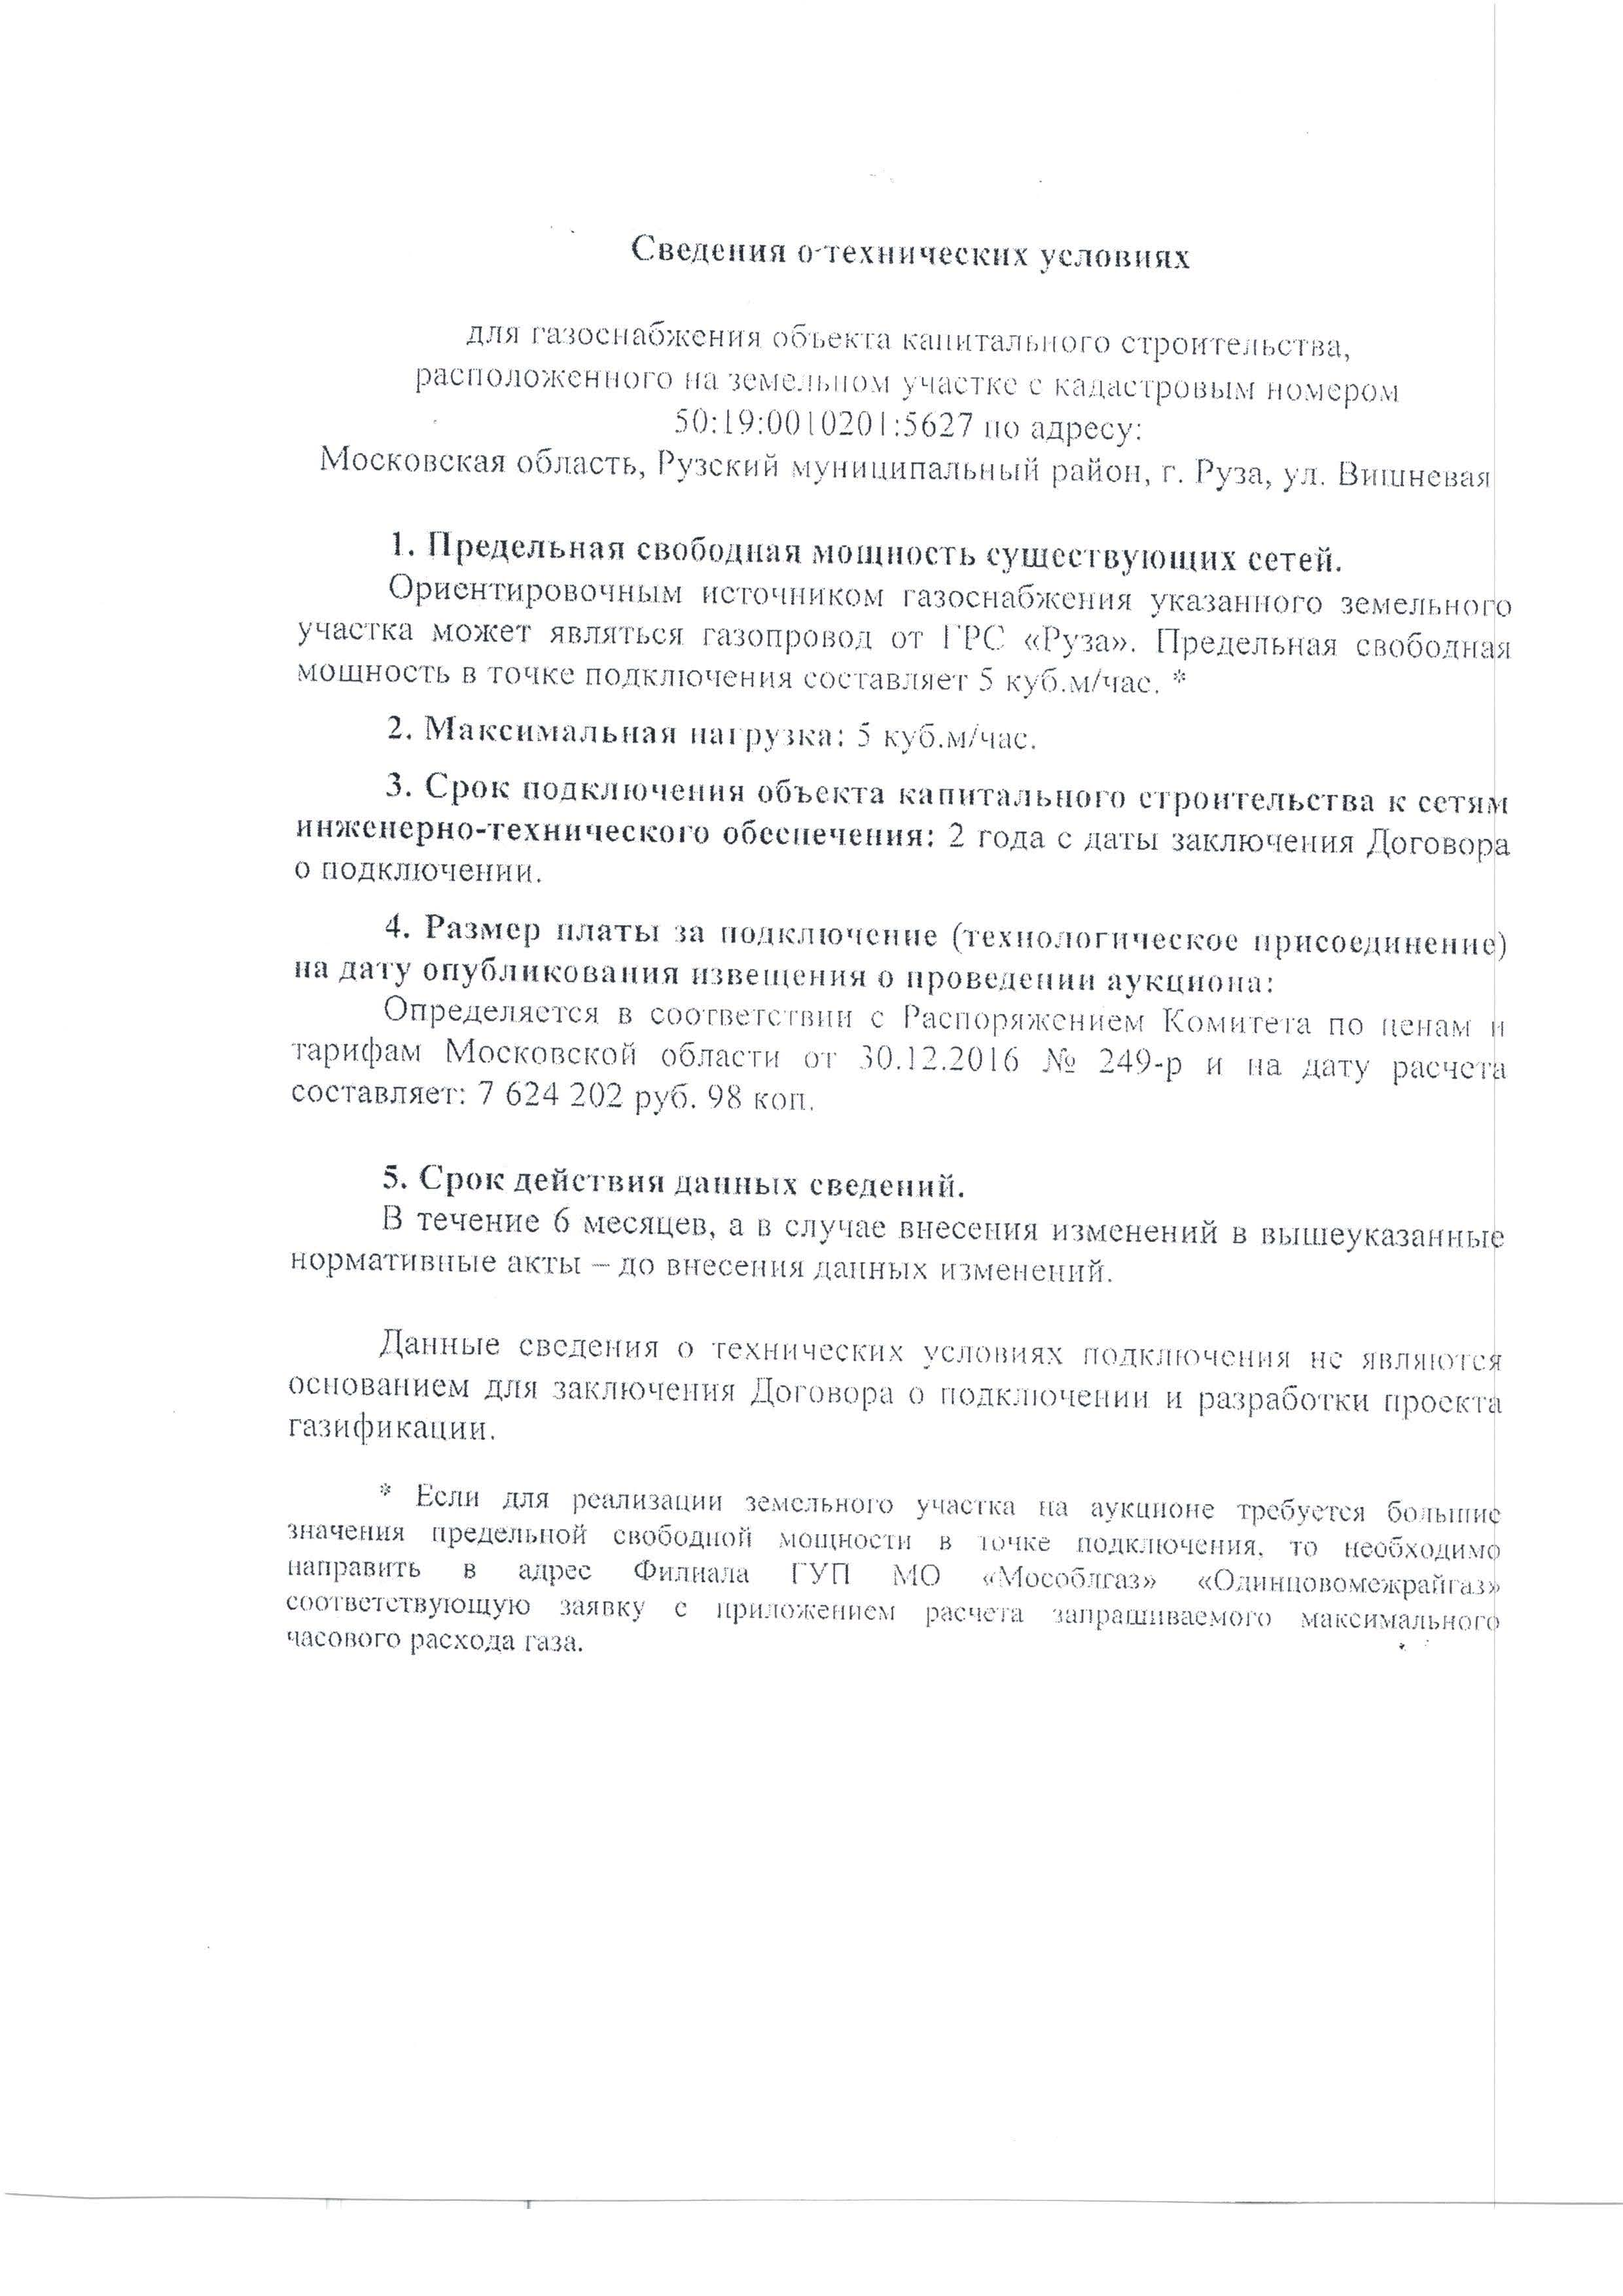 Сведения о технических условиях
для газоснабжения объекта капитального строительства,
расположенного на земельном участке с кадастровым номером
50:19:0010201:5627 по адресу:
Московская область, Рузский муниципальный район, г. Руза, ул. Вишневая
1. Предельная свободная мощность существующих сетей.
Ориентировочным источником газоснабжения указанного земельного
участка может являться газопровод от ГРС «Руза». Предельная свободная
мощность в точке подключения составляет 5 куб.м/час. *
2. Максимальная нагрузка: 5 куб.м/час.
3. Срок подключения объекта капитального строительства к сетям
инженерно-технического обеспечения: 2 года с даты заключения Договора
о подключении.
4. Размер платы за подключение (технологическое присоединение)
на дату опубликования извещения о проведении аукциона:
Определяется в соответствии с Распоряжением Комитета по ценам и
тарифам Московской области от 30.12.2016 № 249-р и на дату расчета
составляет: 7 624 202 руб. 98 коп.
5. Срок действия данных сведений.
В течение 6 месяцев, а в случае внесения изменений в вышеуказанные
нормативные акты – до внесения данных изменений.
Данные сведения о технических условиях подключения не являются
основанием для заключения Договора о подключении и разработки проекта
газификации.
* Если для реализации земельного участка на аукционе требуется большие
значения предельной свободной мощности в точке подключения, то необходимо
направить в адрес Филиала ГУП МО «Мособлгаз» «Одинцовомежрайгаз»
соответствующую заявку с приложением расчета запрашиваемого максимального
часового расхода газа.